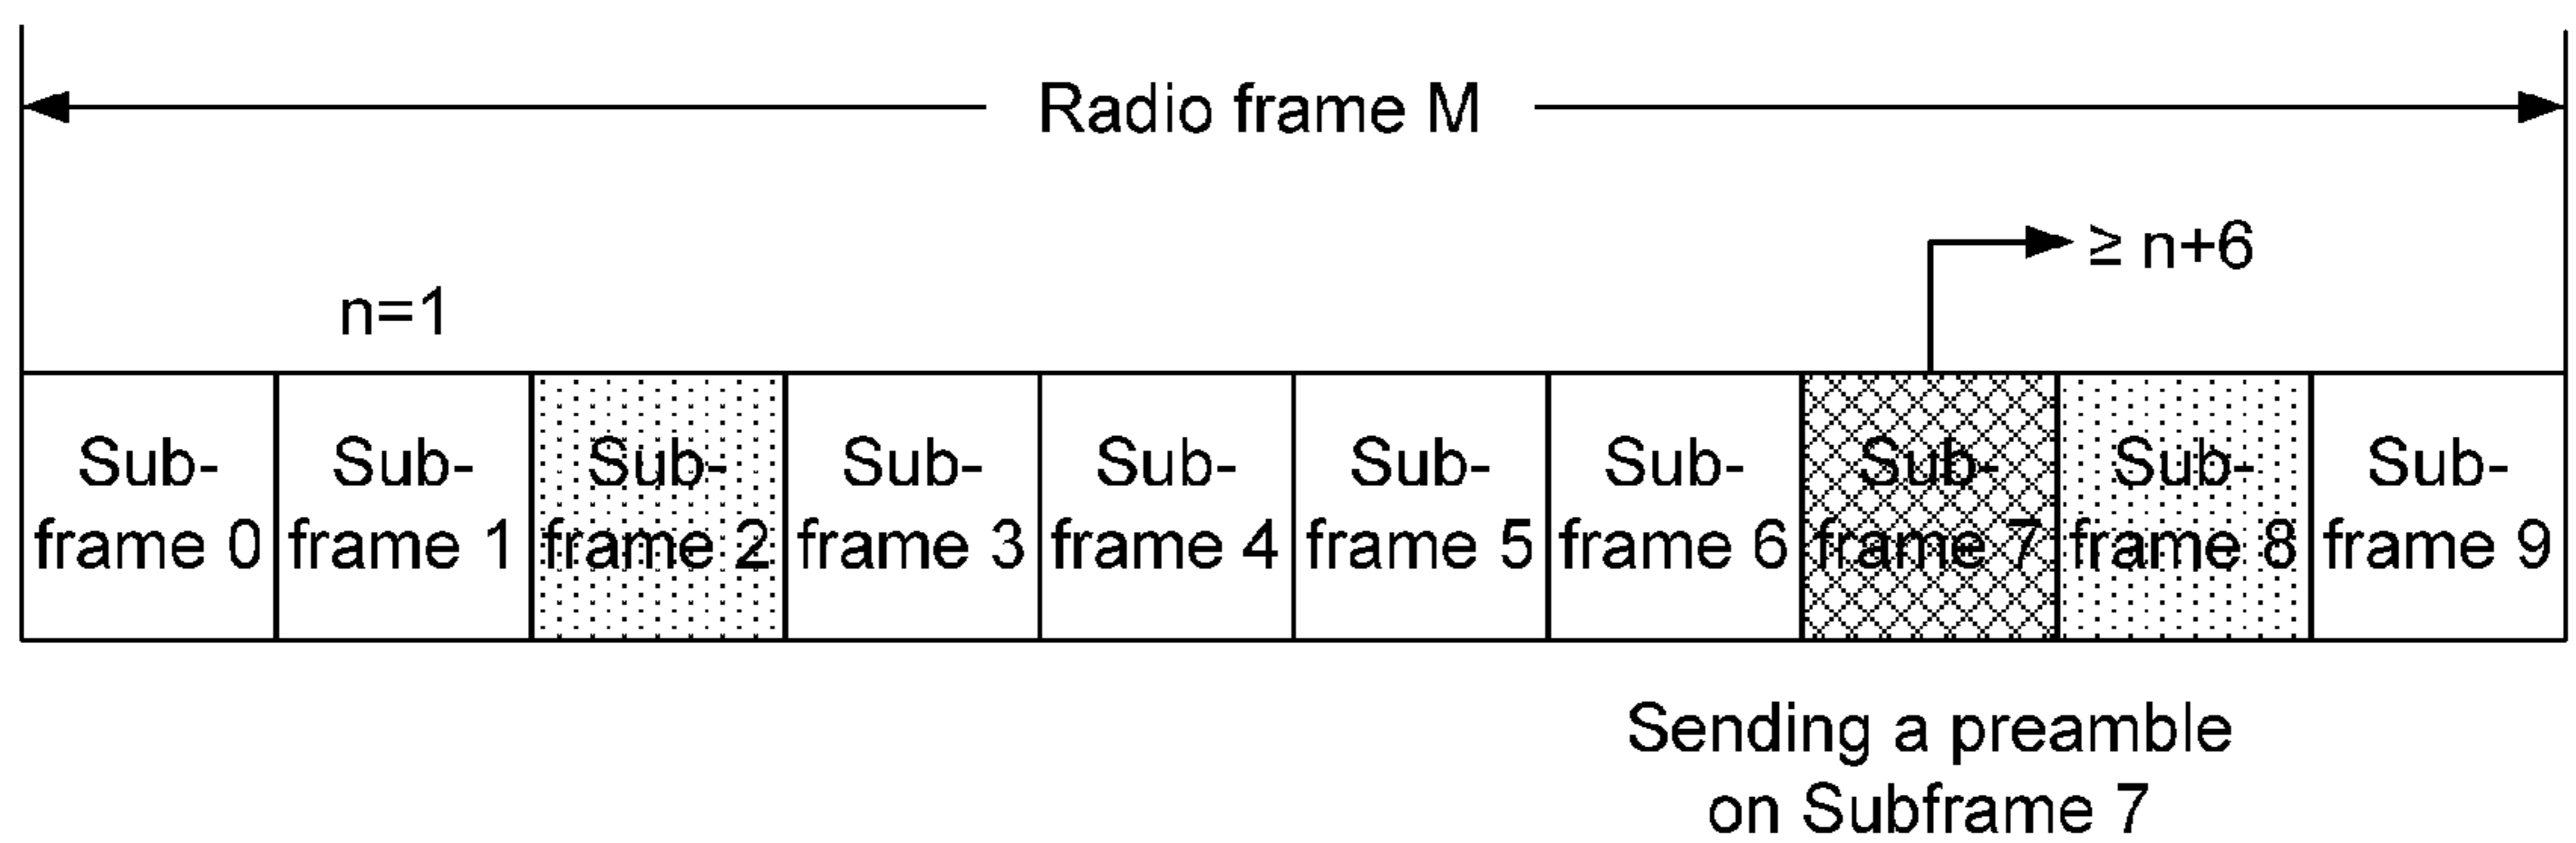 Radio frame M
≥ n+6
n=1
Sub- Sub- Sub- Sub- Sub- Sub- Sub- Sub- Sub- Sub-
frame 0 frame 1 frame 2 frame 3 frame 4 frame 5 frame 6 frame 7 frame 8 frame 9
Sending a preamble
on Subframe 7